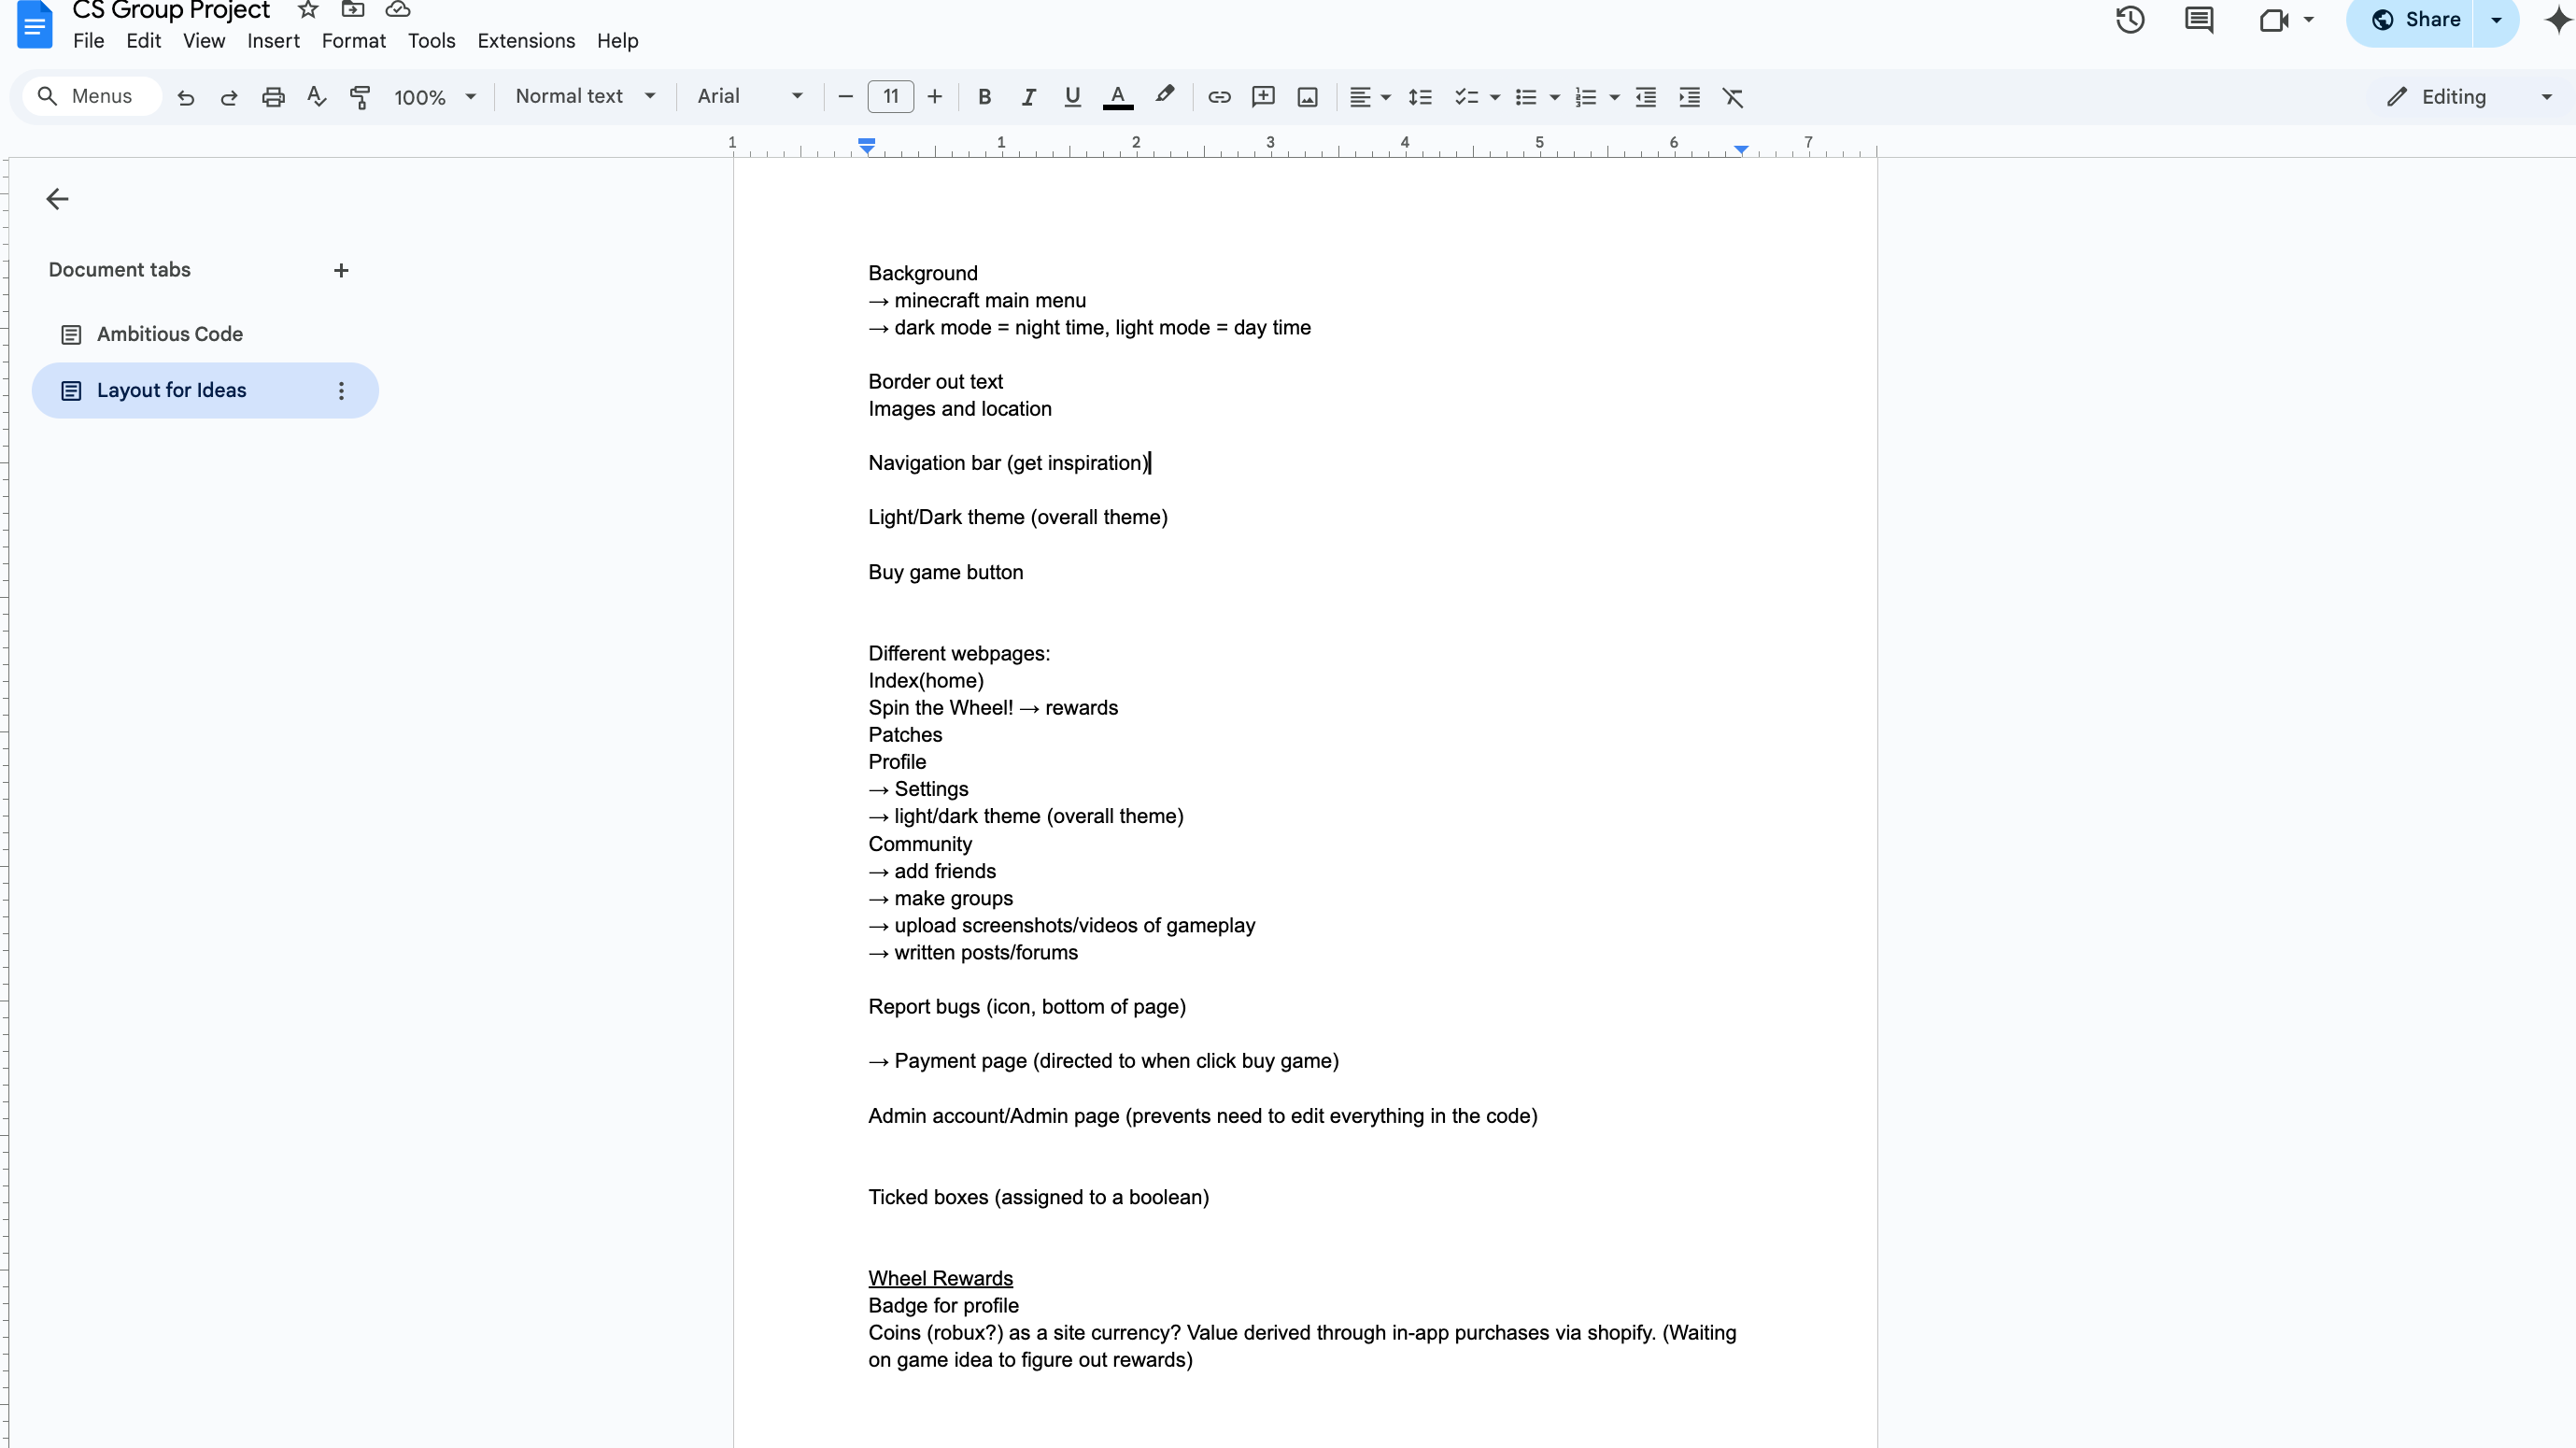 CS Group Project
File Edit View Insert Format Tools Extensions Help
Share
Menus 100% Normal text Arial 11 Editing
1 1 2 3 4 5 6 7
Document tabs
Ambitious Code
Layout for Ideas
Background
→ minecraft main menu
→ dark mode = night time, light mode = day time
Border out text
Images and location
Navigation bar (get inspiration)
Light/Dark theme (overall theme)
Buy game button
Different webpages:
Index(home)
Spin the Wheel! → rewards
Patches
Profile
→ Settings
→ light/dark theme (overall theme)
Community
→ add friends
→ make groups
→ upload screenshots/videos of gameplay
→ written posts/forums
Report bugs (icon, bottom of page)
→ Payment page (directed to when click buy game)
Admin account/Admin page (prevents need to edit everything in the code)
Ticked boxes (assigned to a boolean)
Wheel Rewards
Badge for profile
Coins (robux?) as a site currency? Value derived through in-app purchases via shopify. (Waiting
on game idea to figure out rewards)